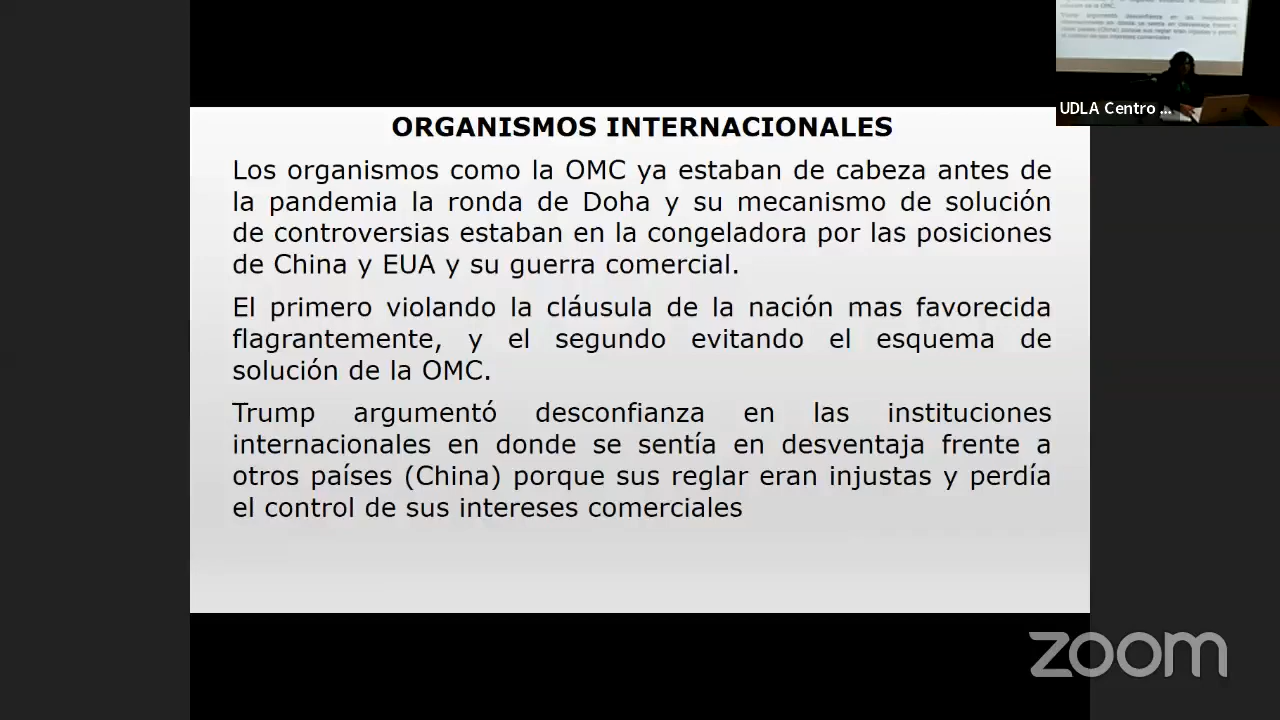 UDLA Centro ...
ORGANISMOS INTERNACIONALES
Los organismos como la OMC ya estaban de cabeza antes de
la pandemia la ronda de Doha y su mecanismo de solución
de controversias estaban en la congeladora por las posiciones
de China y EUA y su guerra comercial.
El primero violando la cláusula de la nación mas favorecida
flagrantemente, y el segundo evitando el esquema de
solución de la OMC.
Trump argumentó desconfianza en las instituciones
internacionales en donde se sentía en desventaja frente a
otros países (China) porque sus reglar eran injustas y perdía
el control de sus intereses comerciales
zoom